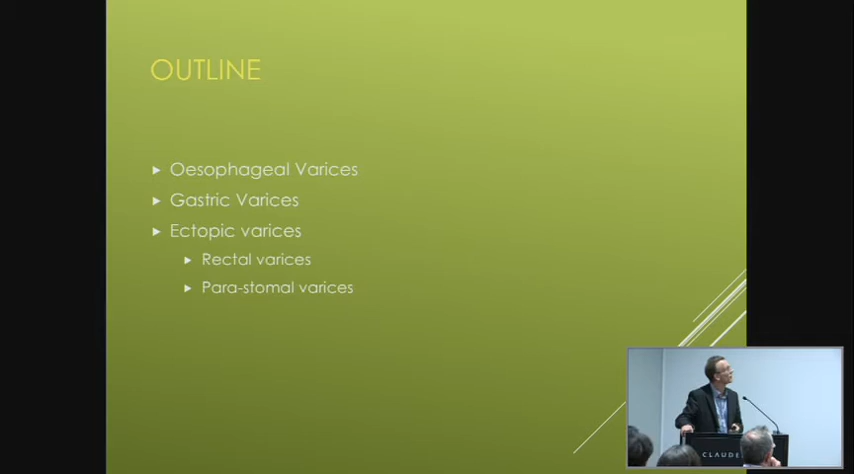 OUTLINE
Oesophageal Varices
Gastric Varices
Ectopic varices
Rectal varices
Para-stomal varices
CLAUDE